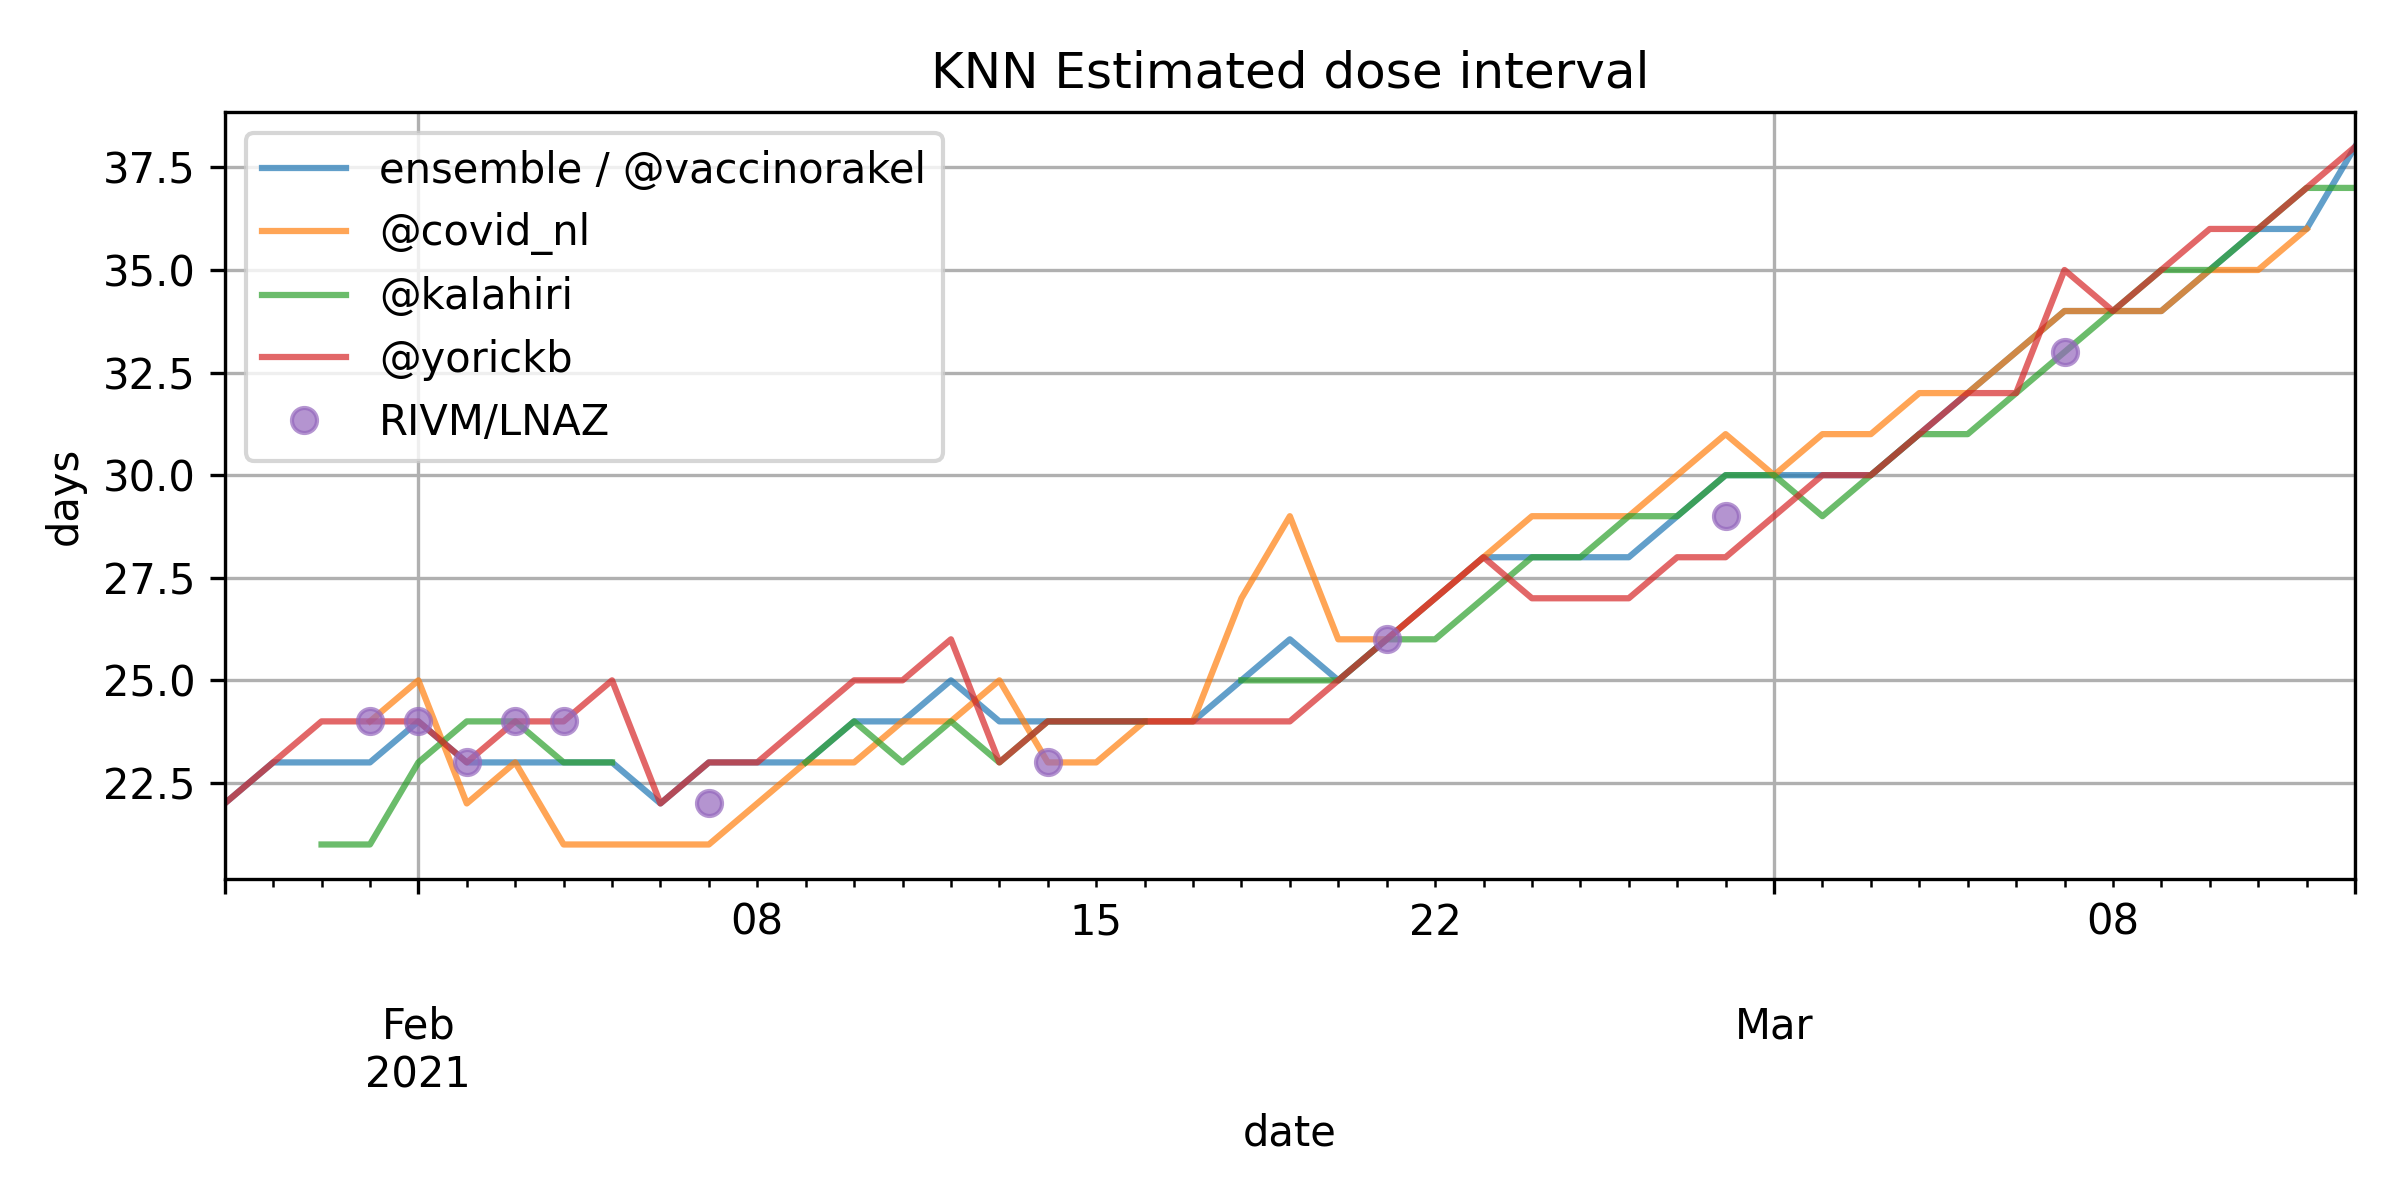 KNN Estimated dose interval
37.5
35.0
32.5
30.0
27.5
25.0
22.5
days
ensemble / @vaccinorakel
@covid_nl
@kalahiri
@yorickb
RIVM/LNAZ
08
15
22
08
Feb
2021
Mar
date